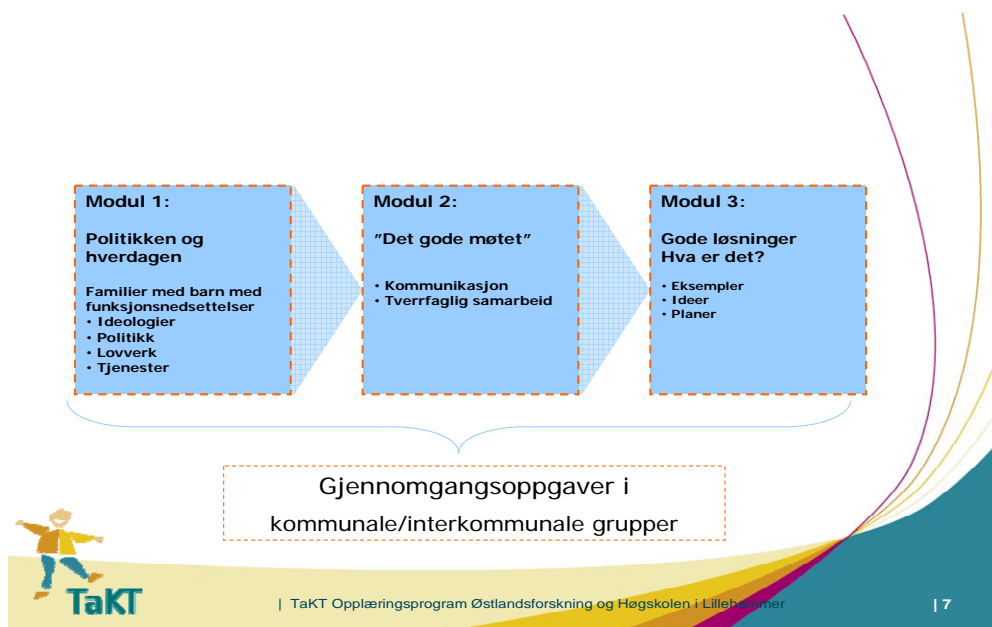 Modul 1:
Politikken og
hverdagen
Familier med barn med
funksjonsnedsettelser
• Ideologier
• Politikk
• Lovverk
• Tjenester
Modul 2:
”Det gode møtet”
• Kommunikasjon
• Tverrfaglig samarbeid
Modul 3:
Gode løsninger
Hva er det?
• Eksempler
• Ideer
• Planer
Gjennomgangsoppgaver i
kommunale/interkommunale grupper
TaKT
| TaKT Opplæringsprogram Østlandsforskning og Høgskolen i Lillehammer
| 7